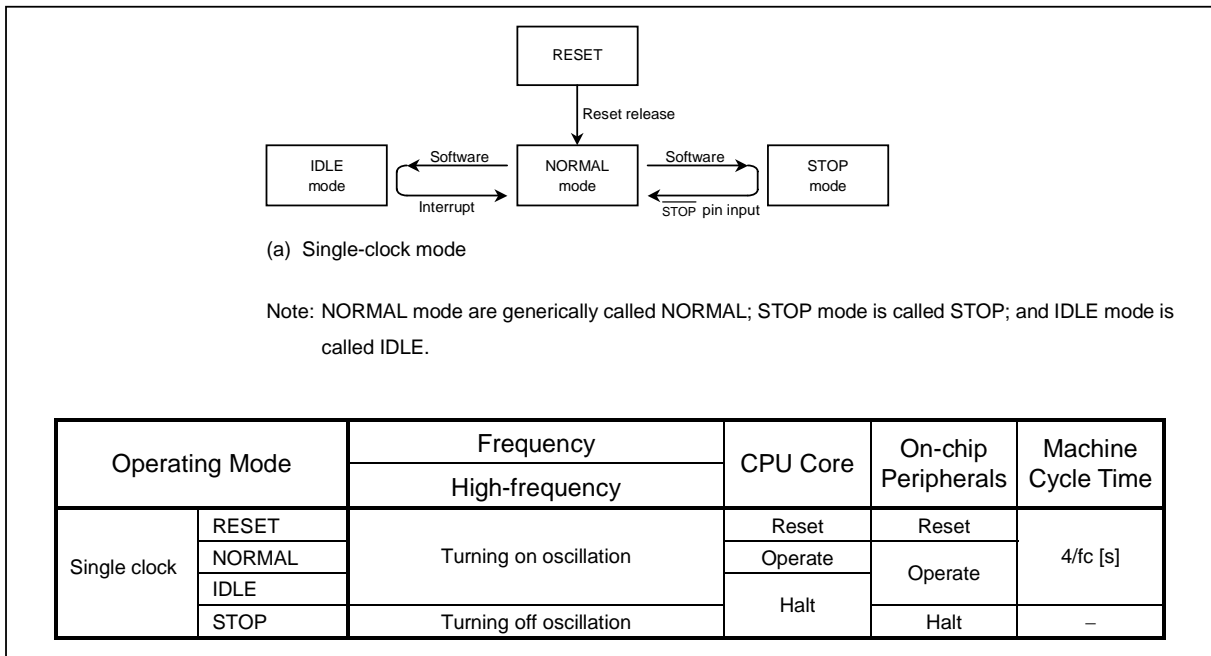 RESET
Reset release
IDLE
mode
Software
Interrupt
NORMAL
mode
Software
STOP pin input
STOP
mode
(a) Single-clock mode
Note: NORMAL mode are generically called NORMAL; STOP mode is called STOP; and IDLE mode is
called IDLE.
Operating Mode
Frequency
High-frequency
CPU Core
On-chip
Peripherals
Machine
Cycle Time
Single clock
RESET
Turning on oscillation
Reset
Reset
4/fc [s]
NORMAL
Operate
Operate
IDLE
Halt
STOP
Turning off oscillation
Halt
–